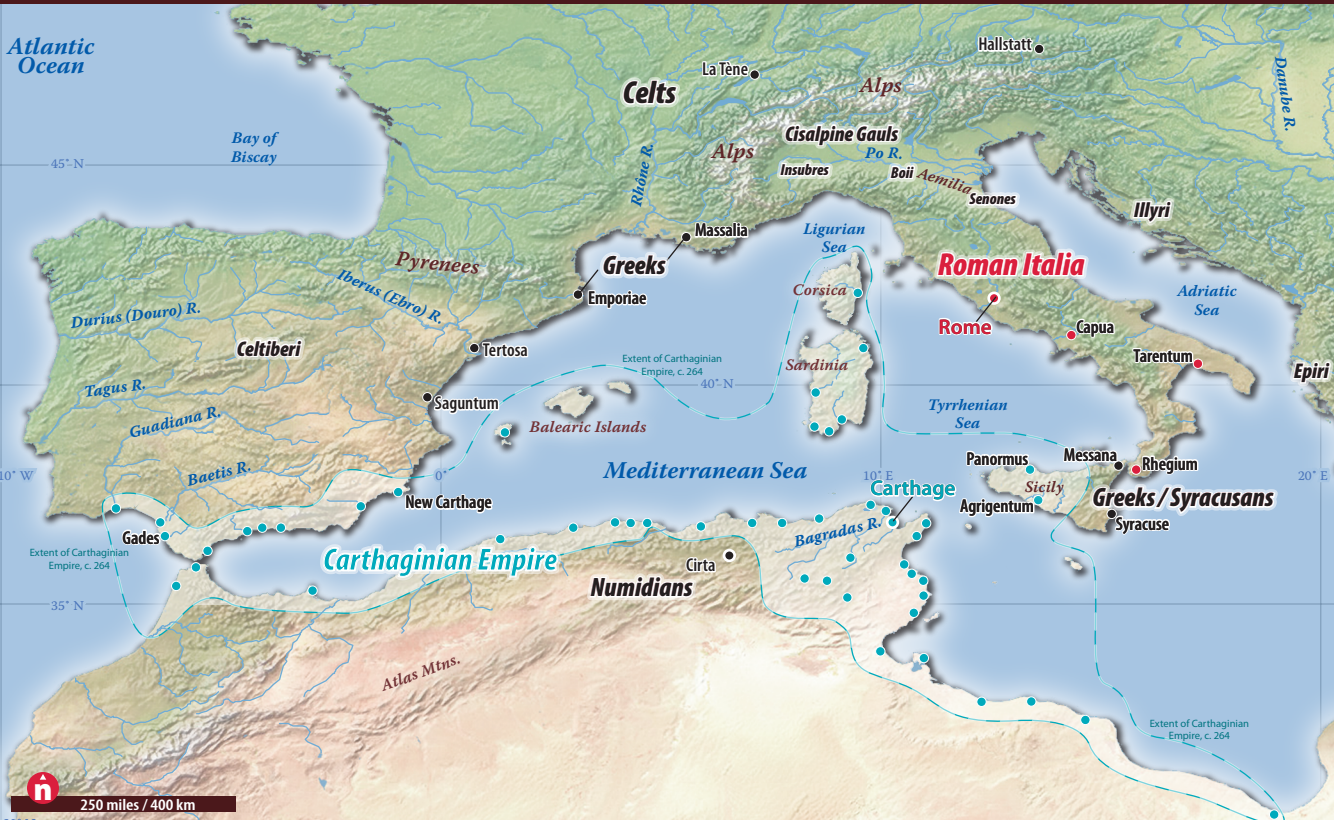 Atlantic
Ocean
Hallstatt
La Tène
Danube R.
Celts
Alps
Cisalpine Gauls
Bay of
Biscay
Alps
Po R.
45° N
Rhône R.
Insubres
Boii
Aemilia
Senones
Illyri
Massalia
Ligurian
Sea
Pyrenees
Greeks
Roman Italia
Iberus (Ebro) R.
Emporiae
Corsica
Adriatic
Sea
Durius (Douro) R.
Rome
Capua
Celtiberi
Tertosa
Extent of Carthaginian
Empire, c. 264
Sardinia
Tarentum
Epiri
Tagus R.
40° N
Saguntum
Guadiana R.
Balearic Islands
Tyrrhenian
Sea
Baetis R.
Mediterranean Sea
Panormus
Messana
Rhegium
10° W
0°
10° E
20° E
New Carthage
Carthage
Sicily
Agrigentum
Greeks / Syracusans
Syracuse
Gades
Bagradas R.
Extent of Carthaginian
Empire, c. 264
Carthaginian Empire
Cirta
Numidians
35° N
Atlas Mtns.
Extent of Carthaginian
Empire, c. 264
n
250 miles / 400 km